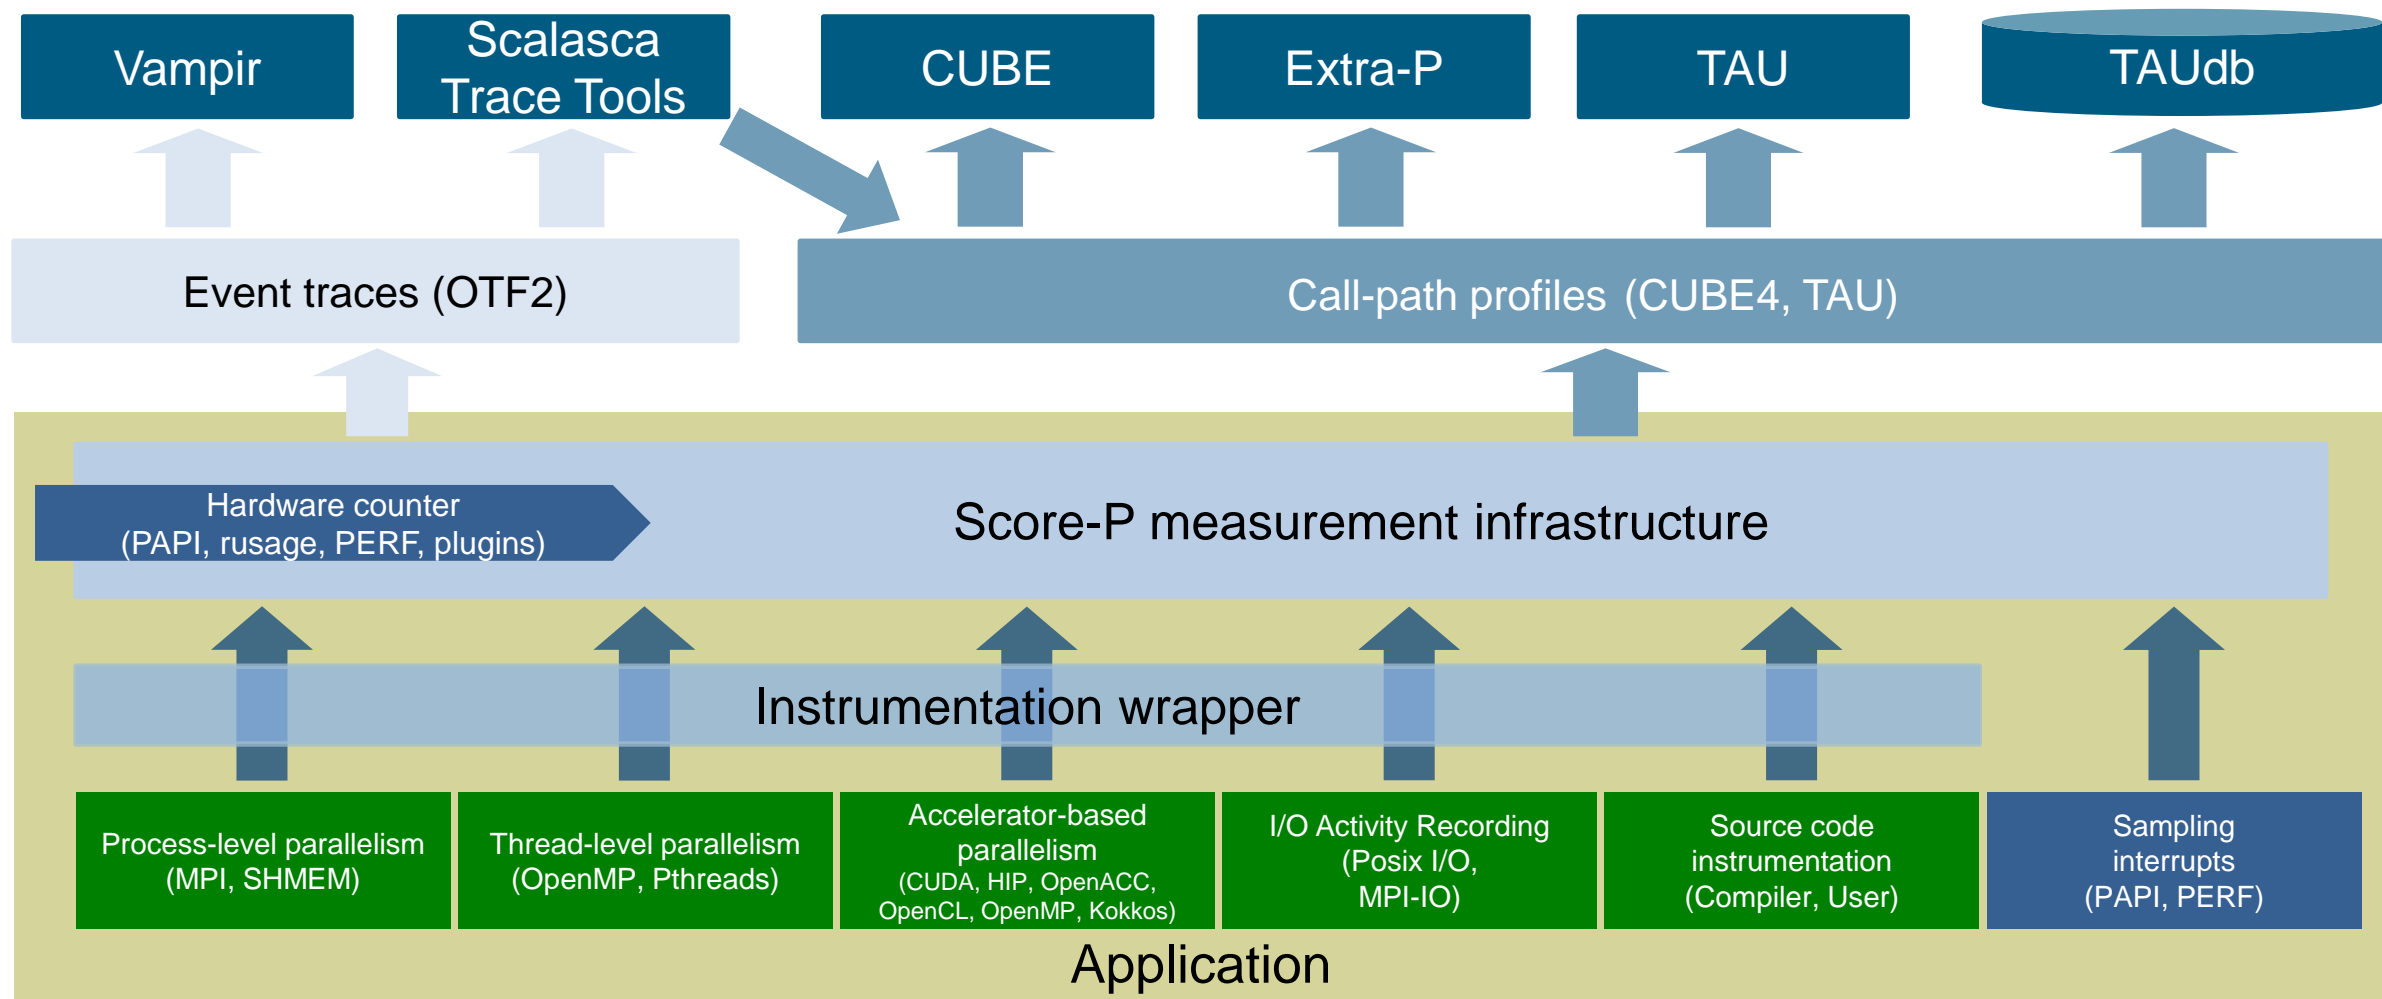 Vampir
Scalasca
Trace Tools
CUBE
Extra-P
TAU
TAUdb
Event traces (OTF2)
Call-path profiles (CUBE4, TAU)
Hardware counter
(PAPI, rusage, PERF, plugins)
Score-P measurement infrastructure
Instrumentation wrapper
Process-level parallelism
(MPI, SHMEM)
Thread-level parallelism
(OpenMP, Pthreads)
Accelerator-based
parallelism
(CUDA, HIP, OpenACC,
OpenCL, OpenMP, Kokkos)
I/O Activity Recording
(Posix I/O,
MPI-IO)
Source code
instrumentation
(Compiler, User)
Sampling
interrupts
(PAPI, PERF)
Application